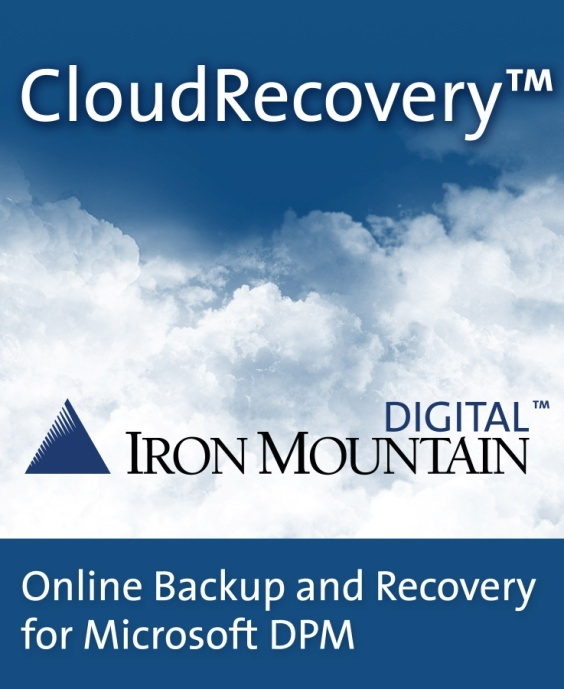 CloudRecovery™
DIGITAL™
IRON MOUNTAIN
Online Backup and Recovery
for Microsoft DPM